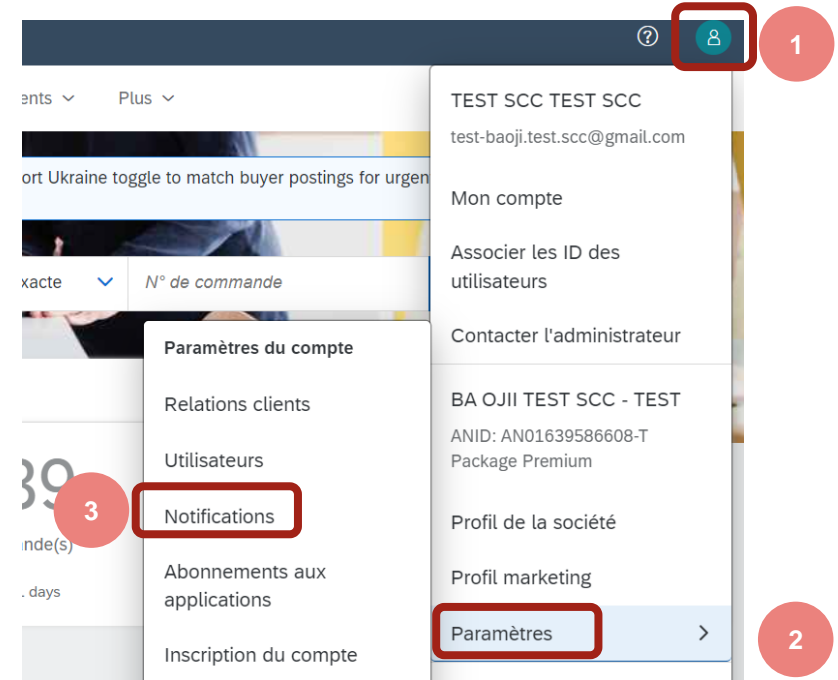 1
ents
Plus
TEST SCC TEST SCC
test-baoji.test.scc@gmail.com
ort Ukraine toggle to match buyer postings for urgen
Mon compte
Associer les ID des
utilisateurs
xacte
N° de commande
Contacter l'administrateur
Paramètres du compte
BA OJII TEST SCC - TEST
ANID: AN01639586608-T
Package Premium
Relations clients
Utilisateurs
39
3
Notifications
Profil de la société
nde(s)
Abonnements aux
applications
Profil marketing
. days
Paramètres
2
Inscription du compte